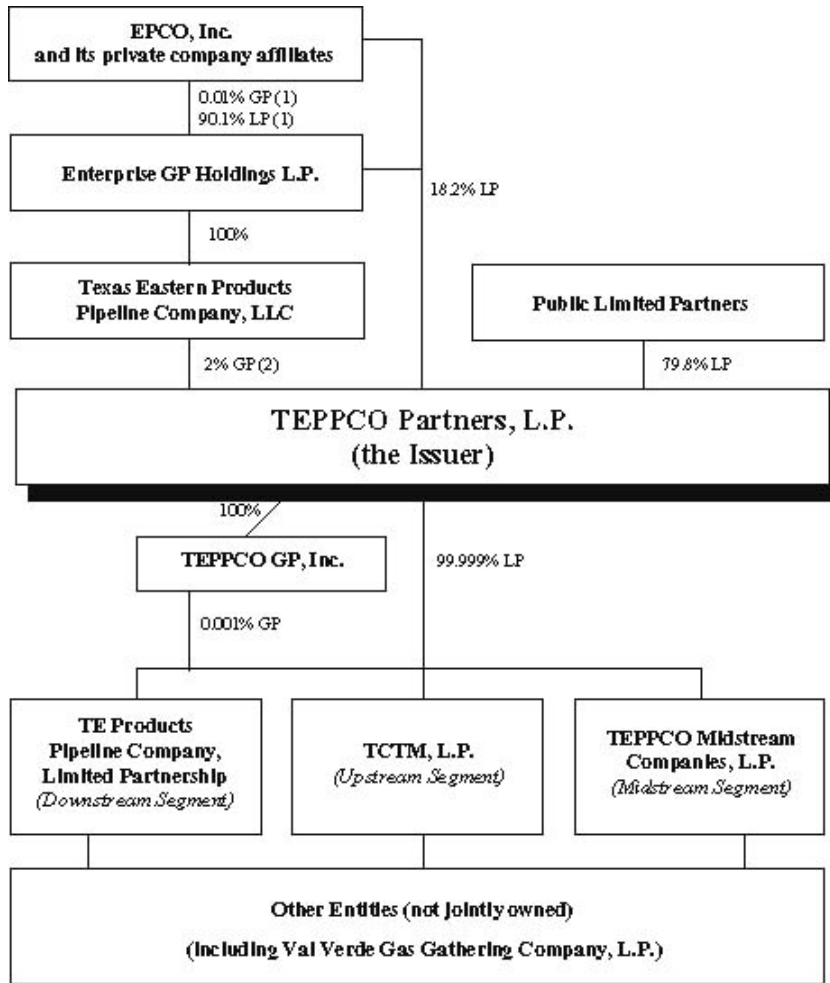 EPCO, Inc.
and its private company affiliates
0.01% GP (1)
90.1% LP (1)
Enterprise GP Holdings L.P.
18.2% LP
100%
Texas Eastern Products
Pipeline Company, LLC
Public Limited Partners
2% GP (2)
79.8% LP
TEPPCO Partners, L.P.
(the Issuer)
100%
TEPPCO GP, Inc.
99.999% LP
0.001% GP
TE Products
Pipeline Company,
Limited Partnership
(Downstream Segment)
TCTM, L.P.
(Upstream Segment)
TEPPCO Midstream
Companies, L.P.
(Midstream Segment)
Other Entities (not jointly owned)
(including Val Verde Gas Gathering Company, L.P.)